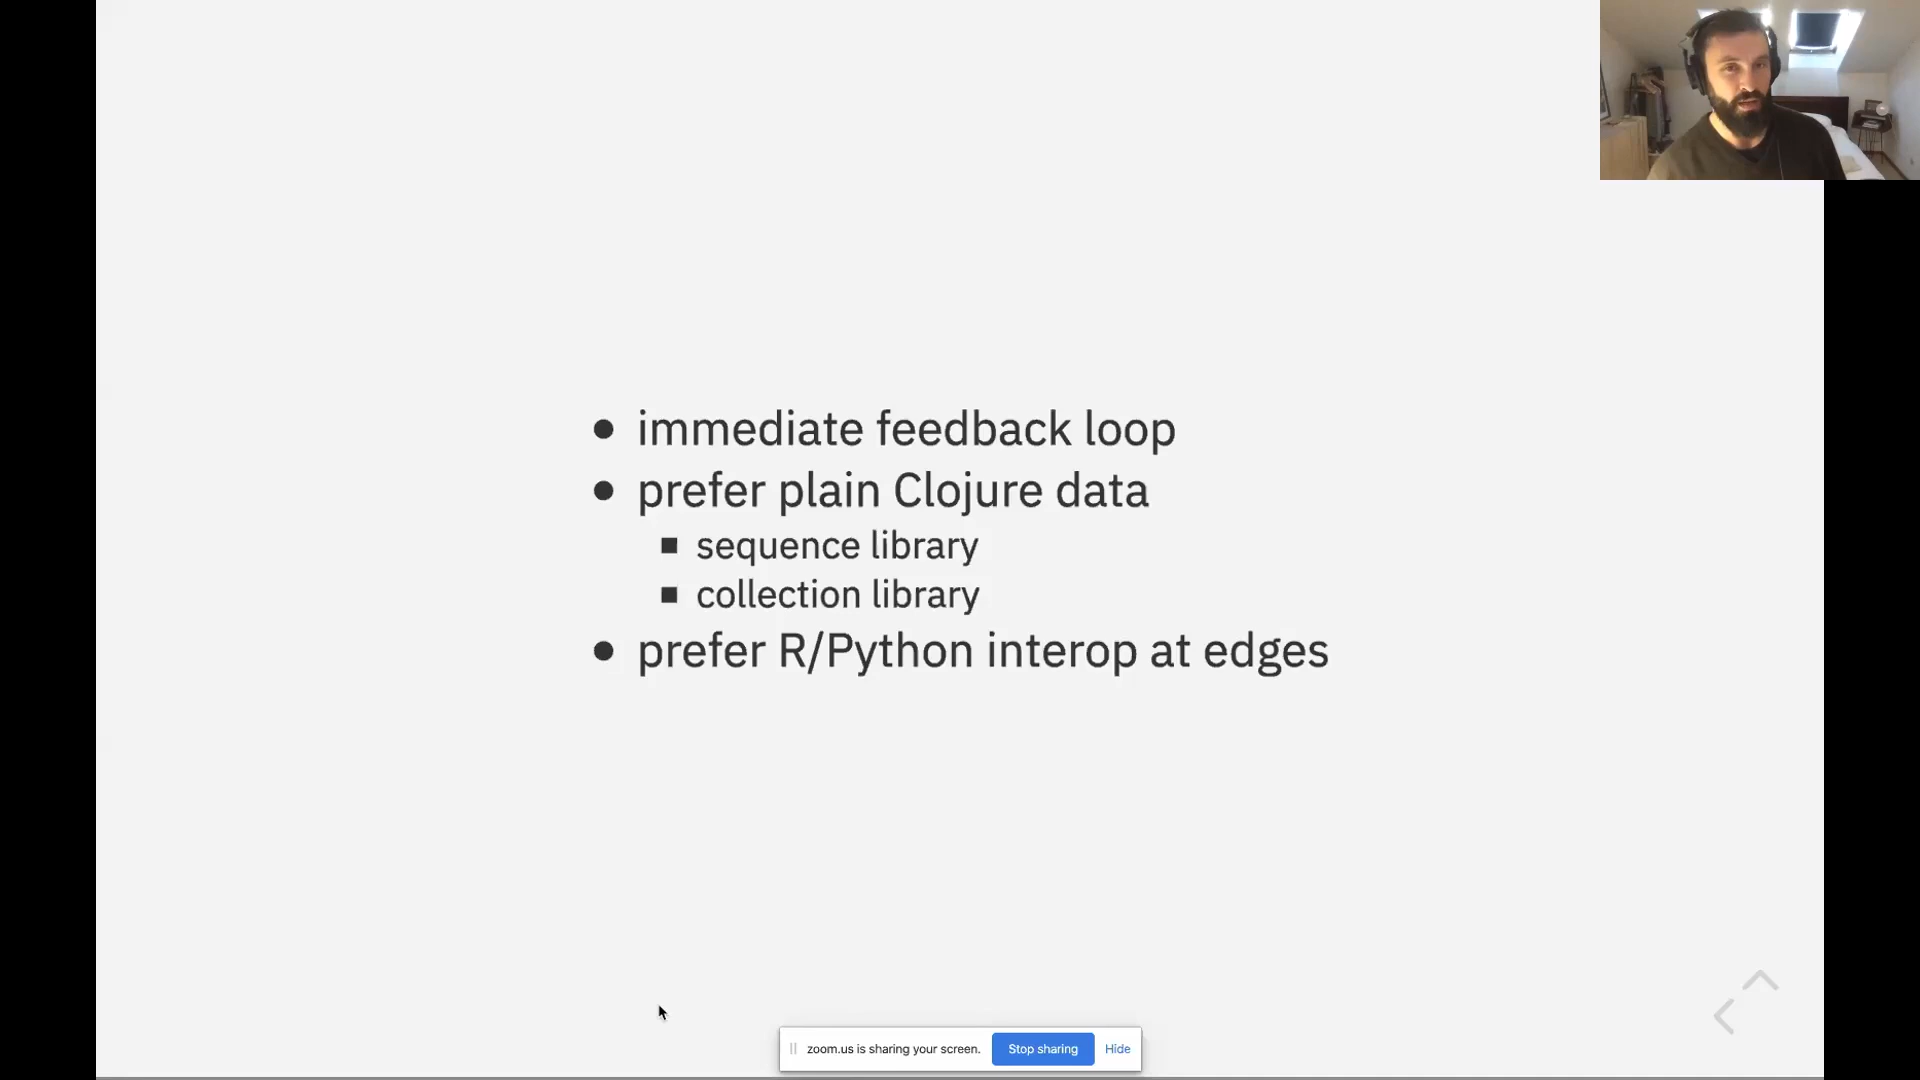 immediate feedback loop
prefer plain Clojure data
sequence library
collection library
prefer R/Python interop at edges
zoom.us is sharing your screen. Stop sharing Hide